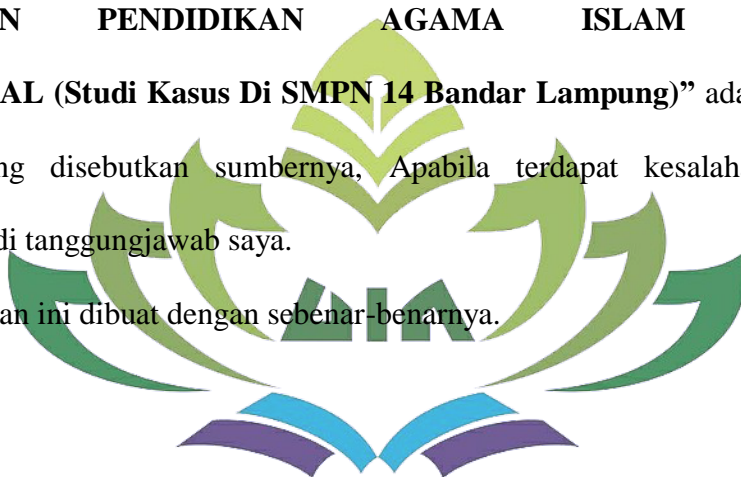 N PENDIDIKAN AGAMA ISLAM
AL (Studi Kasus Di SMPN 14 Bandar Lampung)” ada
ng disebutkan sumbernya, Apabila terdapat kesalah
di tanggungjawab saya.
an ini dibuat dengan sebenar-benarnya.
UIN